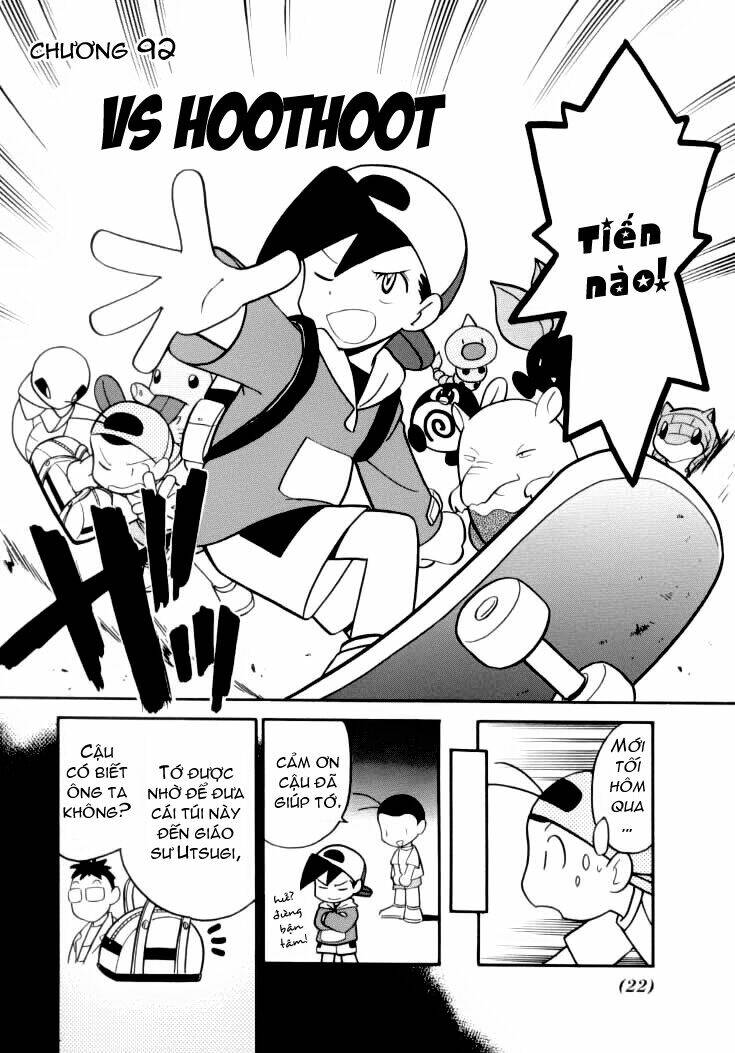 CHƯƠNG 92
VS HOOTHOOT
Tiến
nào!
MỚI
TỐI
HÔM
QUA
...
CẢM ƠN
CẬU ĐÃ
GIÚP TỚ.
hử?
đừng
bận
tâm!
TỚ ĐƯỢC
NHỜ ĐỂ ĐƯA
CÁI TÚI NÀY
ĐẾN GIÁO
SƯ UTSUGI,
CẬU
CÓ BIẾT
ÔNG TA
KHÔNG?
(22)